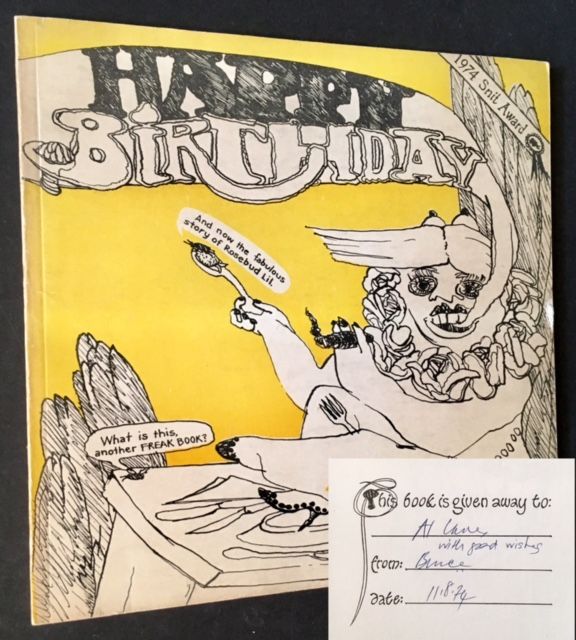 HAPPY
BIRTHDAY
1974 Snit Award
And now the fabulous
story of Rosebud Lil.
What is this,
another FREAK BOOK?
This book is given away to:
Al
with good wishes
from: Bruce
date: 11.8.74